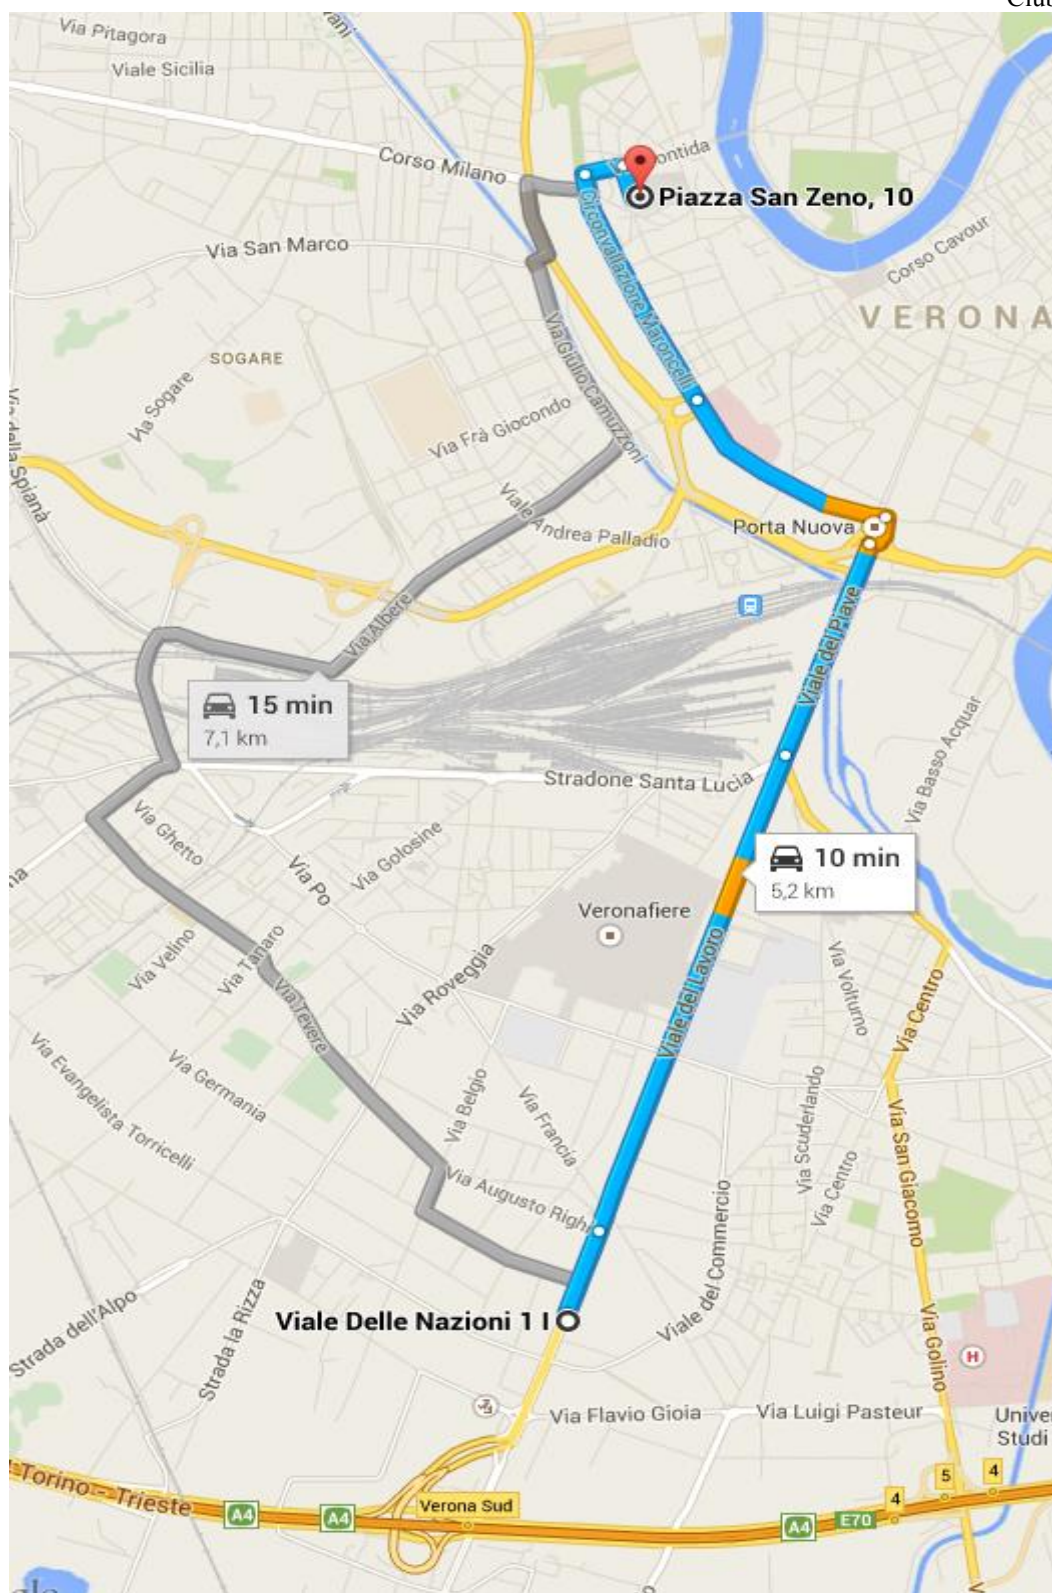 Club
Via Pitagora
Viale Sicilia
Corso Milano
Piazza San Zeno, 10
Corso Cavour
Via San Marco
Circonvallazione Maroncelli
VERONA
SOGARE
Via Sogare
Via Giulio Camuzzoni
Via Frà Giocondo
Viale Andrea Palladio
Porta Nuova
Via Albere
Viale del Piave
15 min
7,1 km
Stradone Santa Lucia
Via Basso Acquar
Via Ghetto
Via Golosine
Via Po
10 min
5,2 km
Veronafiere
Via Velino
Via Tanaro
Via Roveggia
Viale del Lavoro
Via Volturno
Via Centro
Via Tevere
Via Evangelista Torricelli
Via Germania
Via Belgio
Via Francia
Via Scuderlando
Via Centro
Via San Giacomo
Via Augusto Righi
Viale del Commercio
Viale Delle Nazioni 1 I
Strada dell'Alpo
Strada la Rizza
Via Golino
H
Via Flavio Gioia
Via Luigi Pasteur
Univer
Studi
Torino - Trieste
A4
A4
Verona Sud
A4
E70
4
5
4